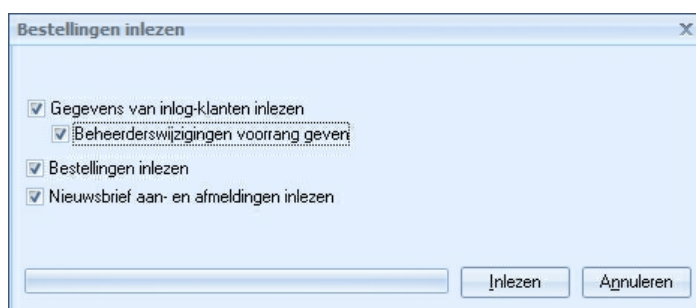 Bestellingen inlezen
Gegevens van inlog-klanten inlezen
Beheerderswijzigingen voorrang geven
Bestellingen inlezen
Nieuwsbrief aan- en afmeldingen inlezen
Inlezen Annuleren